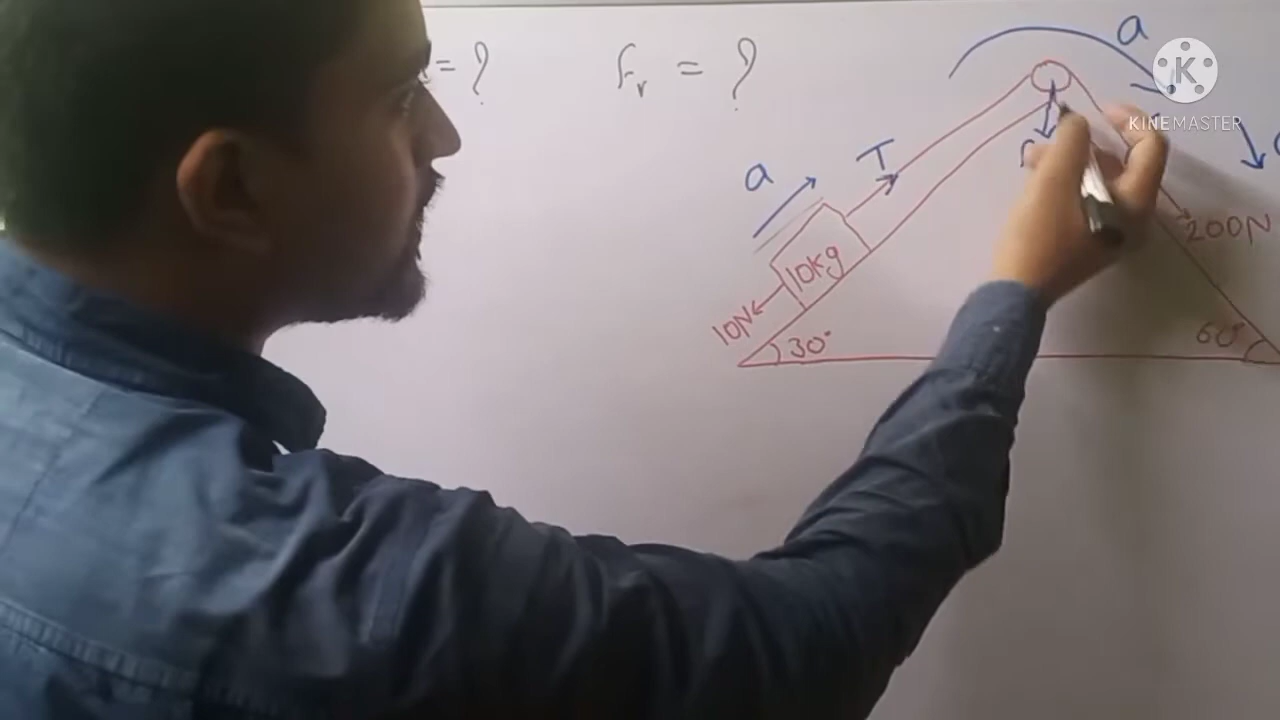 = ?
Fr = ?
a
K
KINEMASTER
T
a
200N
10kg
10N
30°
60°